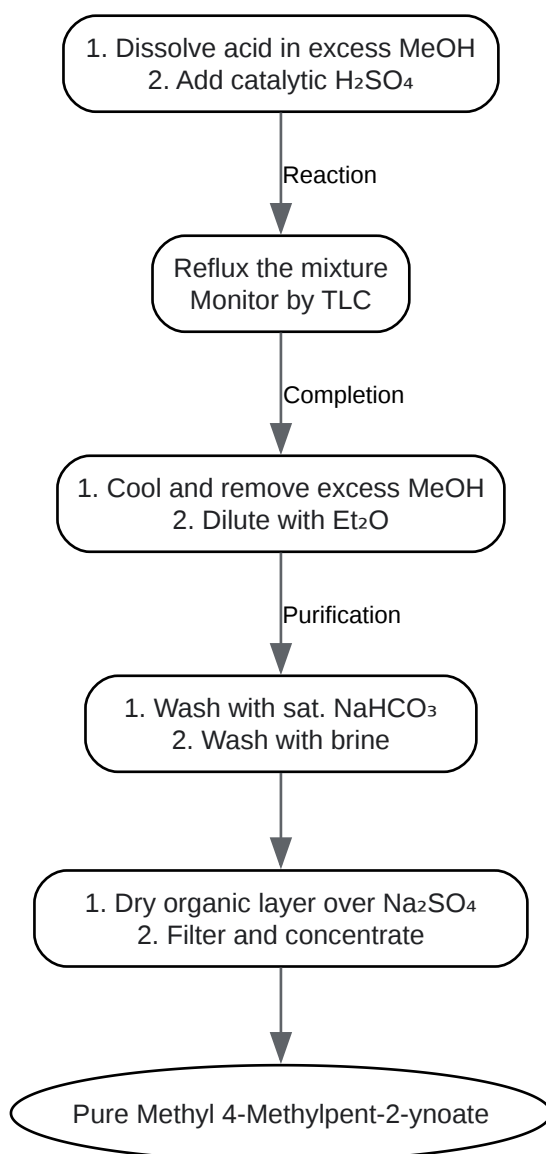 1. Dissolve acid in excess MeOH
2. Add catalytic H₂SO₄
Reaction
Reflux the mixture
Monitor by TLC
Completion
1. Cool and remove excess MeOH
2. Dilute with Et₂O
Purification
1. Wash with sat. NaHCO₃
2. Wash with brine
1. Dry organic layer over Na₂SO₄
2. Filter and concentrate
Pure Methyl 4-Methylpent-2-ynoate